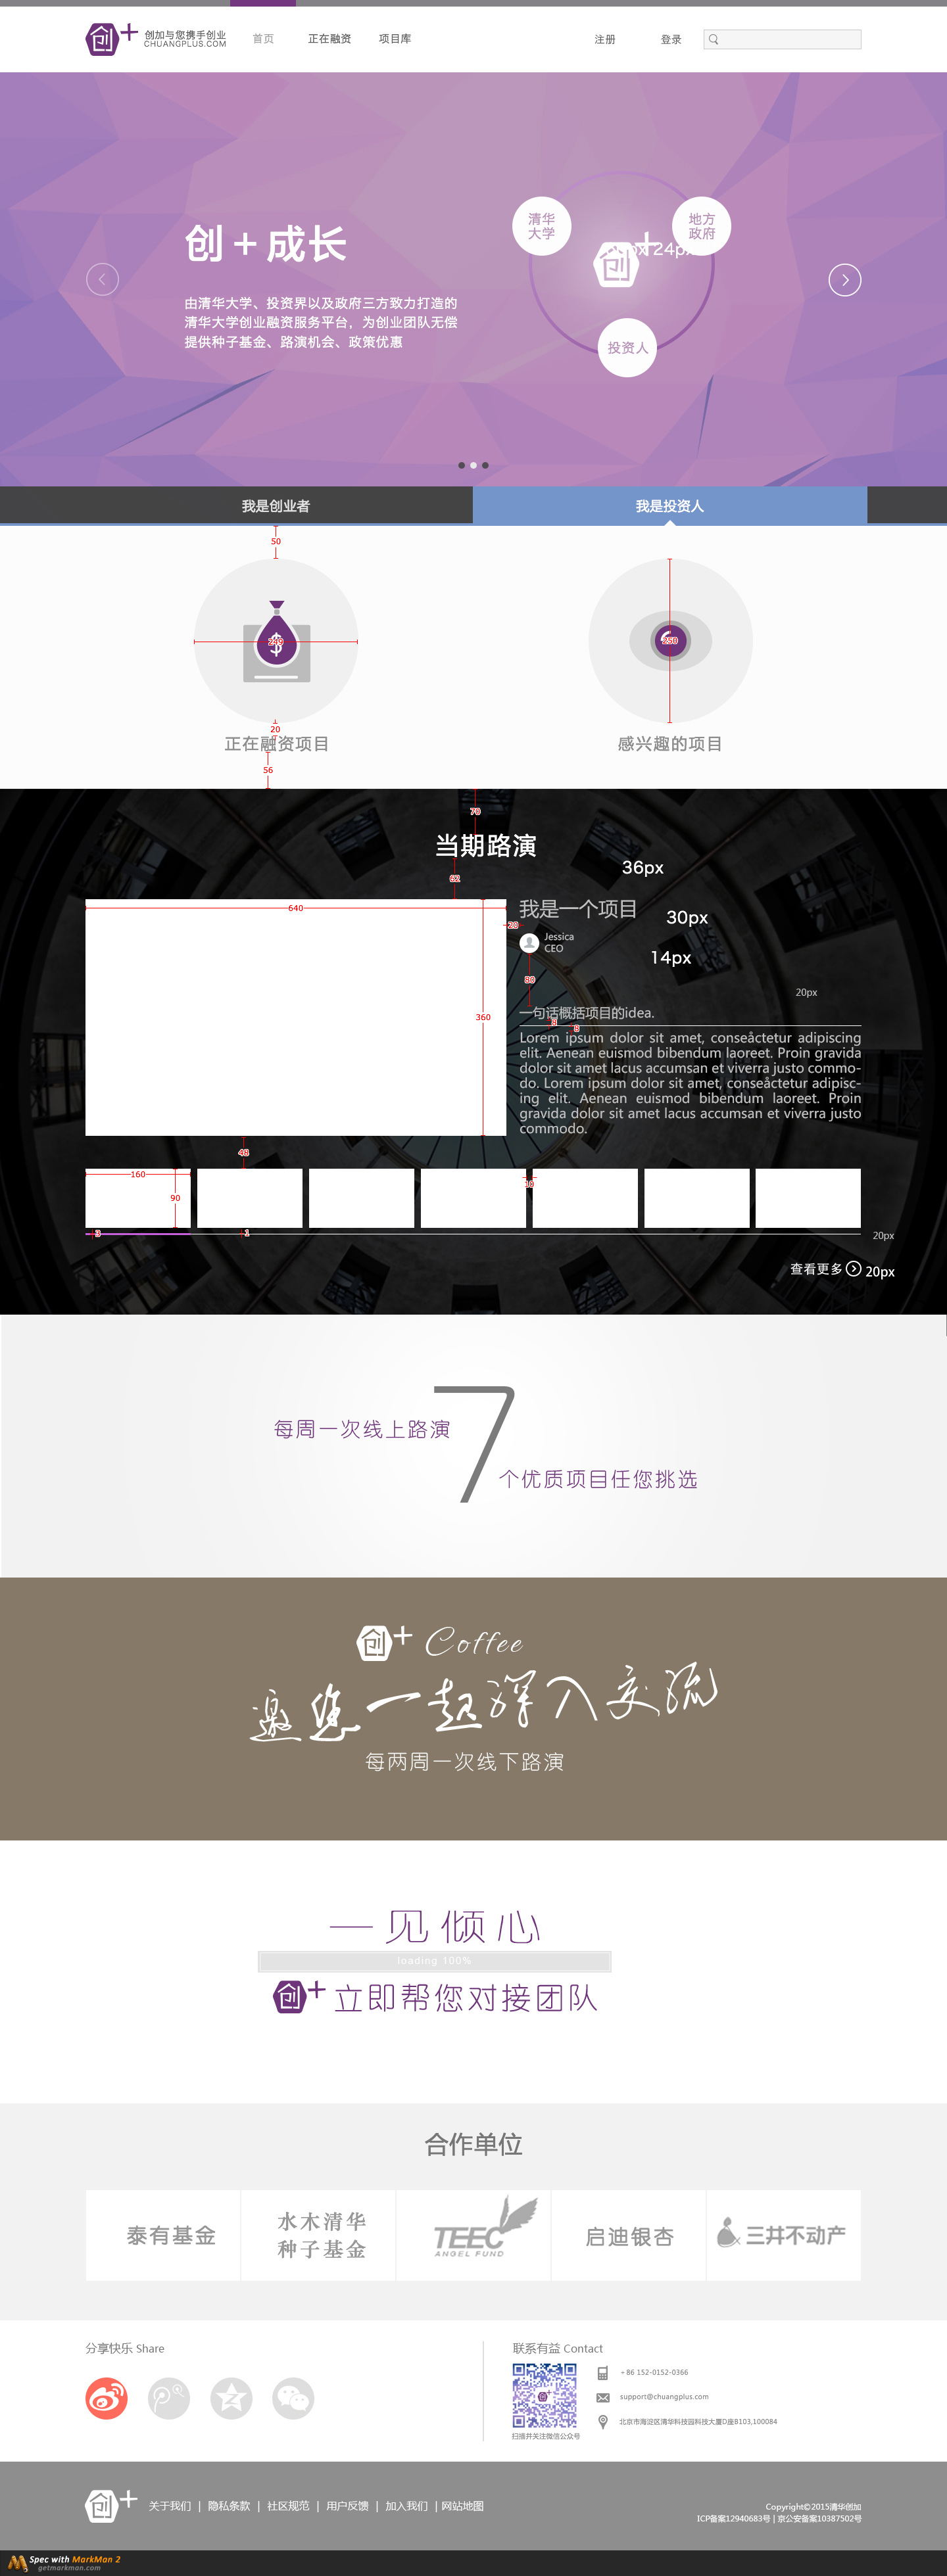 创
创加与您携手创业
CHUANGPLUS.COM
首页
正在融资
项目库
注册
登录
创+成长
由清华大学、投资界以及政府三方致力打造的
清华大学创业融资服务平台，为创业团队无偿
提供种子基金、路演机会、政策优惠
清华
大学
地方
政府
创
24px
投资人
我是创业者
我是投资人
50
250
$
20
正在融资项目
感兴趣的项目
56
70
当期路演
62
36px
640
我是一个项目
30px
20
Jessica
CEO
14px
80
20px
360
一句话概括项目的idea.
8
8
Lorem ipsum dolor sit amet, conseåctetur adipiscing
elit. Aenean euismod bibendum laoreet. Proin gravida
dolor sit amet lacus accumsan et viverra justo commo-
do. Lorem ipsum dolor sit amet, conseåctetur adipisc-
ing elit. Aenean euismod bibendum laoreet. Proin
gravida dolor sit amet lacus accumsan et viverra justo
commodo.
48
160
90
10
3
1
20px
查看更多
20px
每周一次线上路演
7
个优质项目任您挑选
创
Coffee
邀您一起深入交流
每两周一次线下路演
一见倾心
loading 100%
创
立即帮您对接团队
合作单位
泰有基金
水木清华
种子基金
TEEC
ANGEL FUND
启迪银杏
三井不动产
分享快乐 Share
联系有益 Contact
创
+86 152-0152-0366
support@chuangplus.com
北京市海淀区清华科技园科技大厦D座B103,100084
扫描并关注微信公众号
创
关于我们 | 隐私条款 | 社区规范 | 用户反馈 | 加入我们 | 网站地图
Copyright©2015清华创加
ICP备案12940683号 | 京公安备案10387502号
Spec with MarkMan 2
getmarkman.com